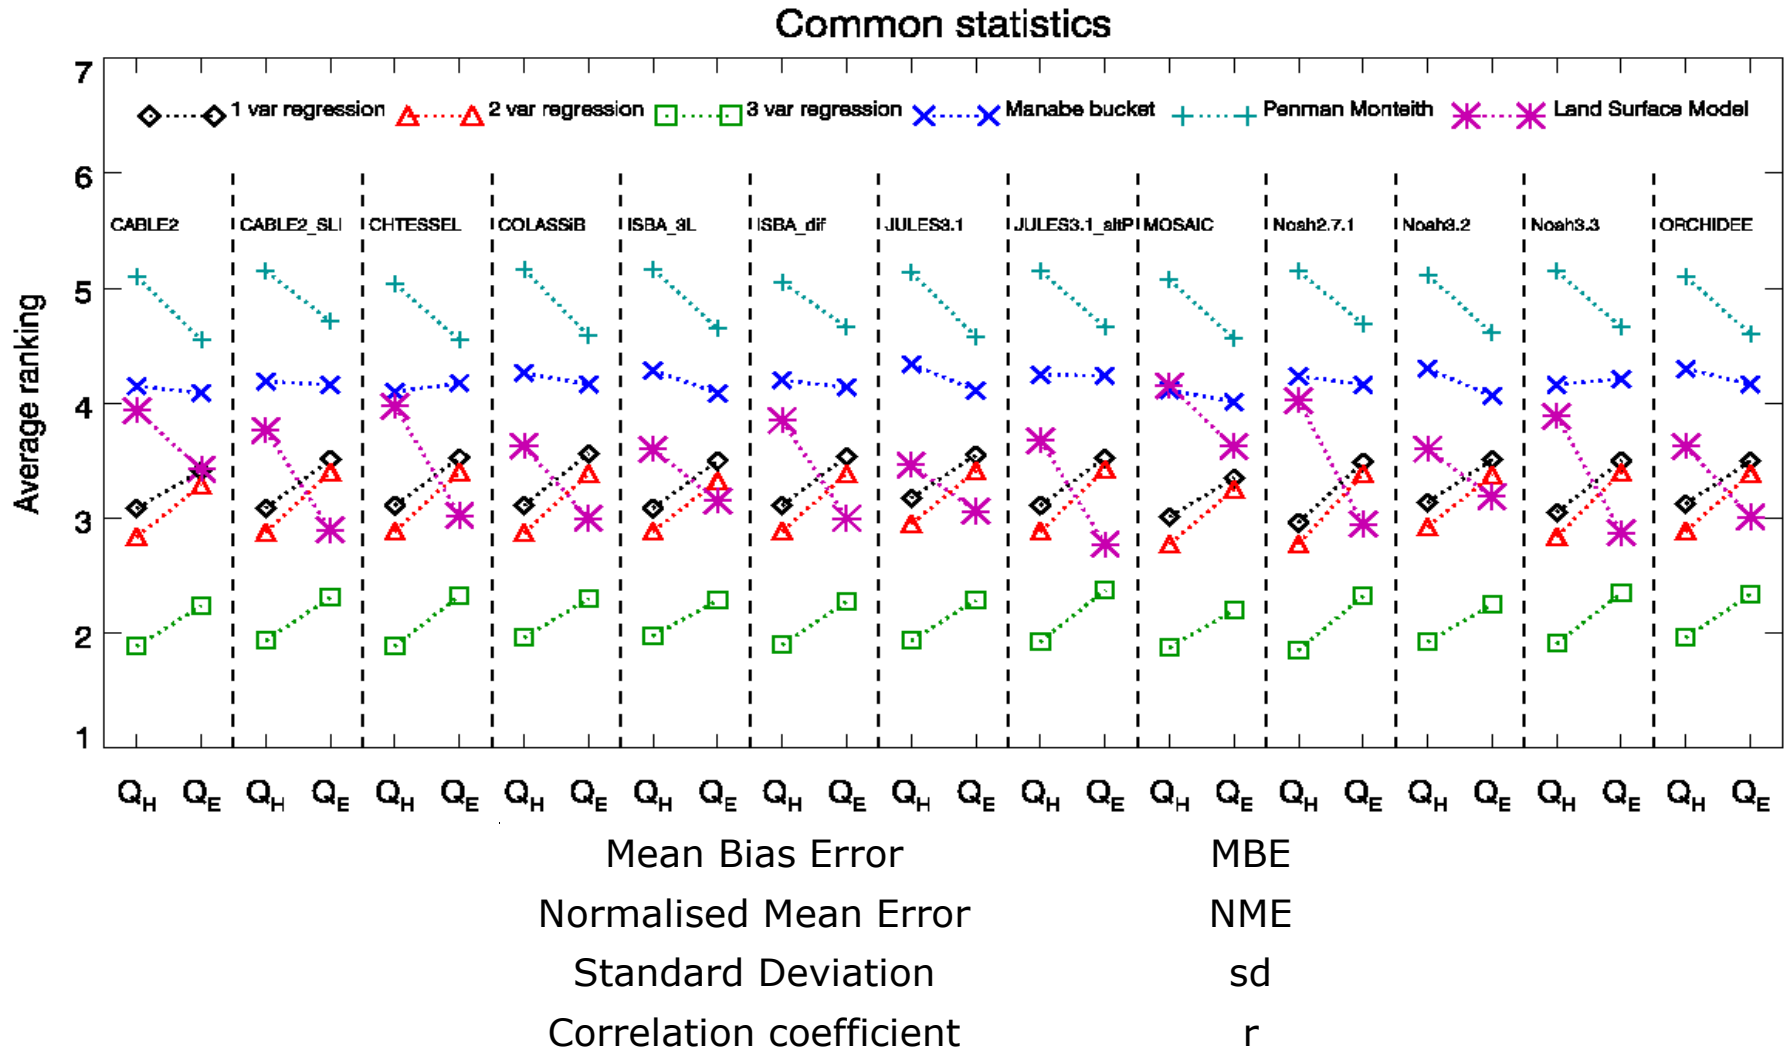 Common statistics
7
1 var regression 2 var regression 3 var regression Manabe bucket Penman Monteith Land Surface Model
6
CABLE2 CABLE2_SLI CHTESSEL COLASSiB ISBA_3L ISBA_dif JULES3.1 JULES3.1_altP MOSAIC Noah2.7.1 Noah3.2 Noah3.3 ORCHIDEE
5
4
3
2
1
Average ranking
QH QE QH QE QH QE QH QE QH QE QH QE QH QE QH QE QH QE QH QE QH QE QH QE QH QE
Mean Bias Error MBE
Normalised Mean Error NME
Standard Deviation sd
Correlation coefficient r